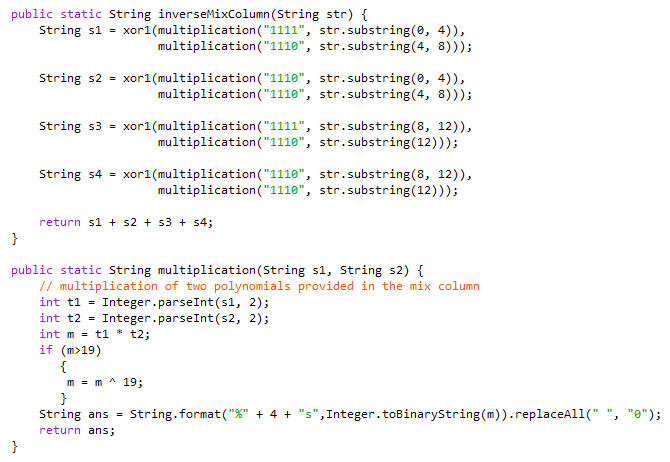 public static String inverseMixColumn(String str) {
    String s1 = xor1(multiplication("1111", str.substring(0, 4)),
                     multiplication("1110", str.substring(4, 8)));

    String s2 = xor1(multiplication("1110", str.substring(0, 4)),
                     multiplication("1110", str.substring(4, 8)));

    String s3 = xor1(multiplication("1111", str.substring(8, 12)),
                     multiplication("1110", str.substring(12)));

    String s4 = xor1(multiplication("1110", str.substring(8, 12)),
                     multiplication("1110", str.substring(12)));

    return s1 + s2 + s3 + s4;
}

public static String multiplication(String s1, String s2) {
    // multiplication of two polynomials provided in the mix column
    int t1 = Integer.parseInt(s1, 2);
    int t2 = Integer.parseInt(s2, 2);
    int m = t1 * t2;
    if (m>19)
       {
        m = m ^ 19;
       }
    String ans = String.format("%" + 4 + "s",Integer.toBinaryString(m)).replaceAll(" ", "0");
    return ans;
}